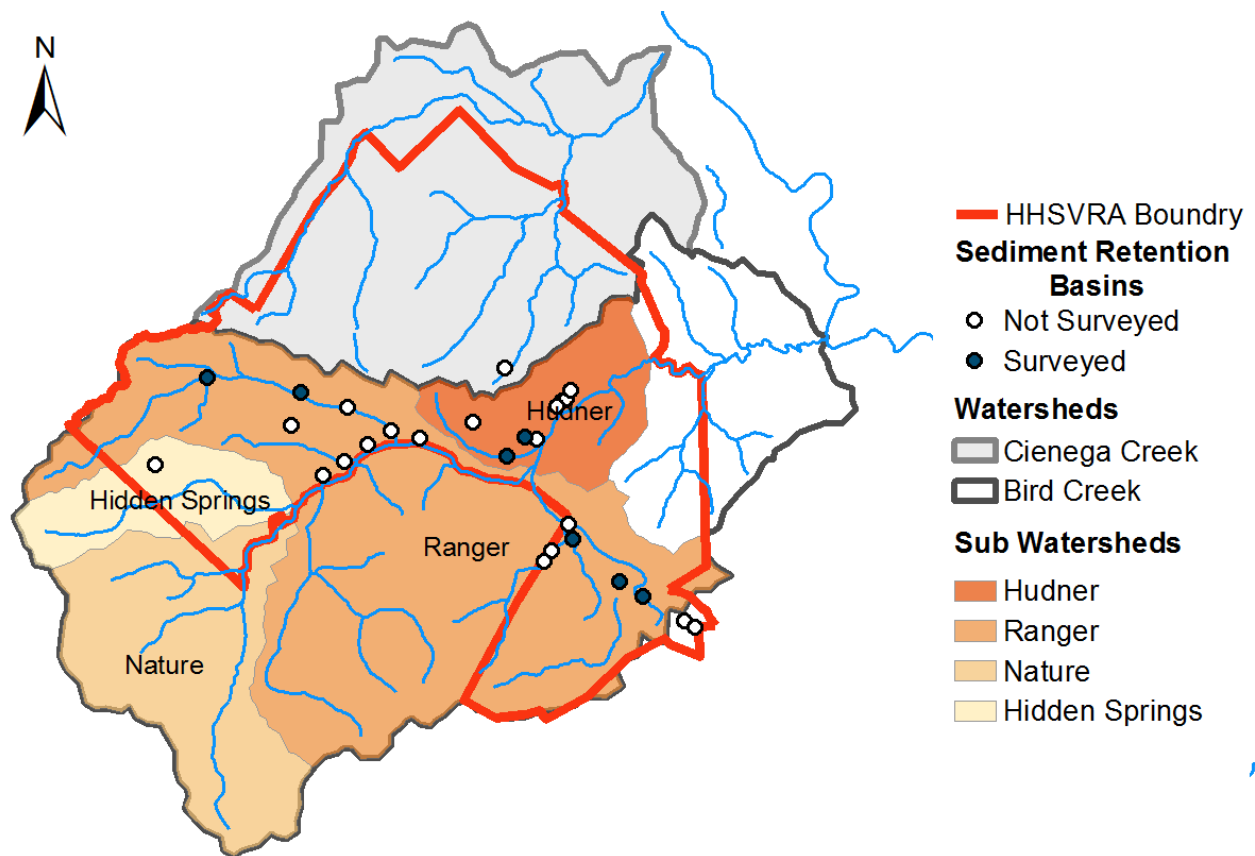 N
HHSVRA Boundry
Sediment Retention
Basins
Not Surveyed
Surveyed
Watersheds
Cienega Creek
Bird Creek
Sub Watersheds
Hudner
Ranger
Nature
Hidden Springs
Hudner
Hidden Springs
Ranger
Nature